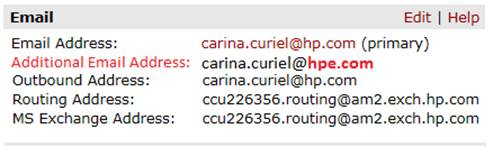 Email Edit | Help
Email Address: carina.curiel@hp.com (primary)
Additional Email Address: carina.curiel@hpe.com
Outbound Address: carina.curiel@hp.com
Routing Address: ccu226356.routing@am2.exch.hp.com
MS Exchange Address: ccu226356.routing@am2.exch.hp.com